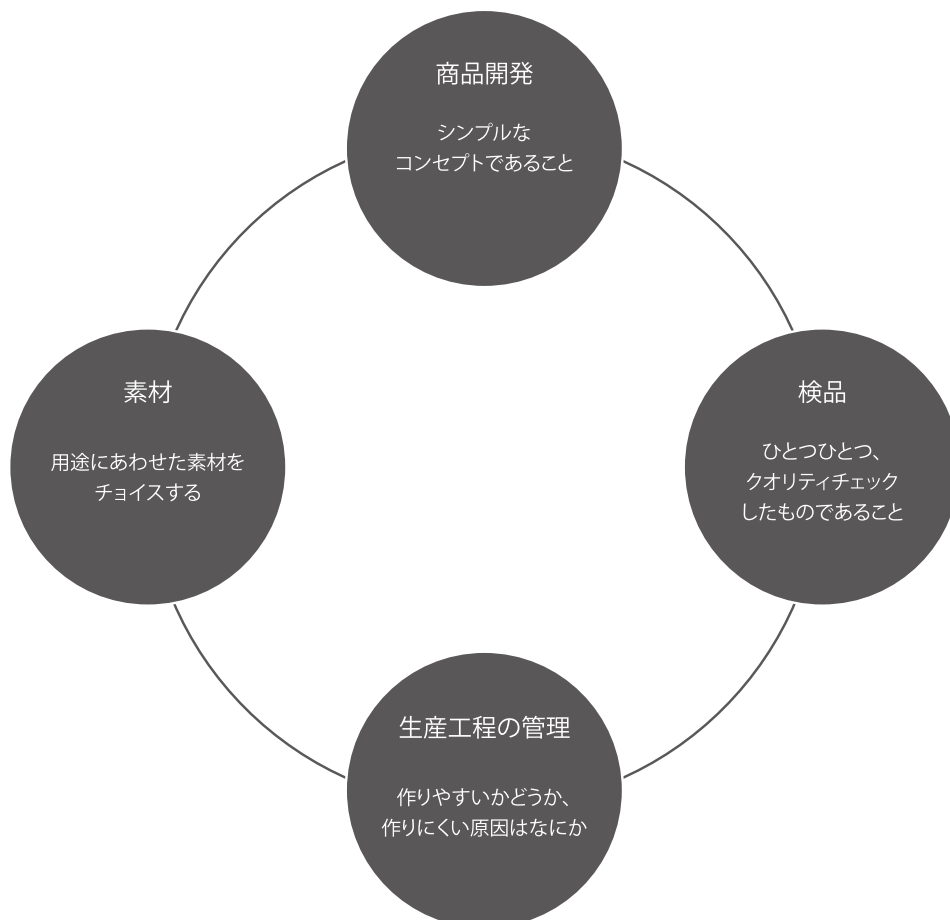 商品開発
シンプルな
コンセプトであること
素材
用途にあわせた素材を
チョイスする
検品
ひとつひとつ、
クオリティチェック
したものであること
生産工程の管理
作りやすいかどうか、
作りにくい原因はなにか